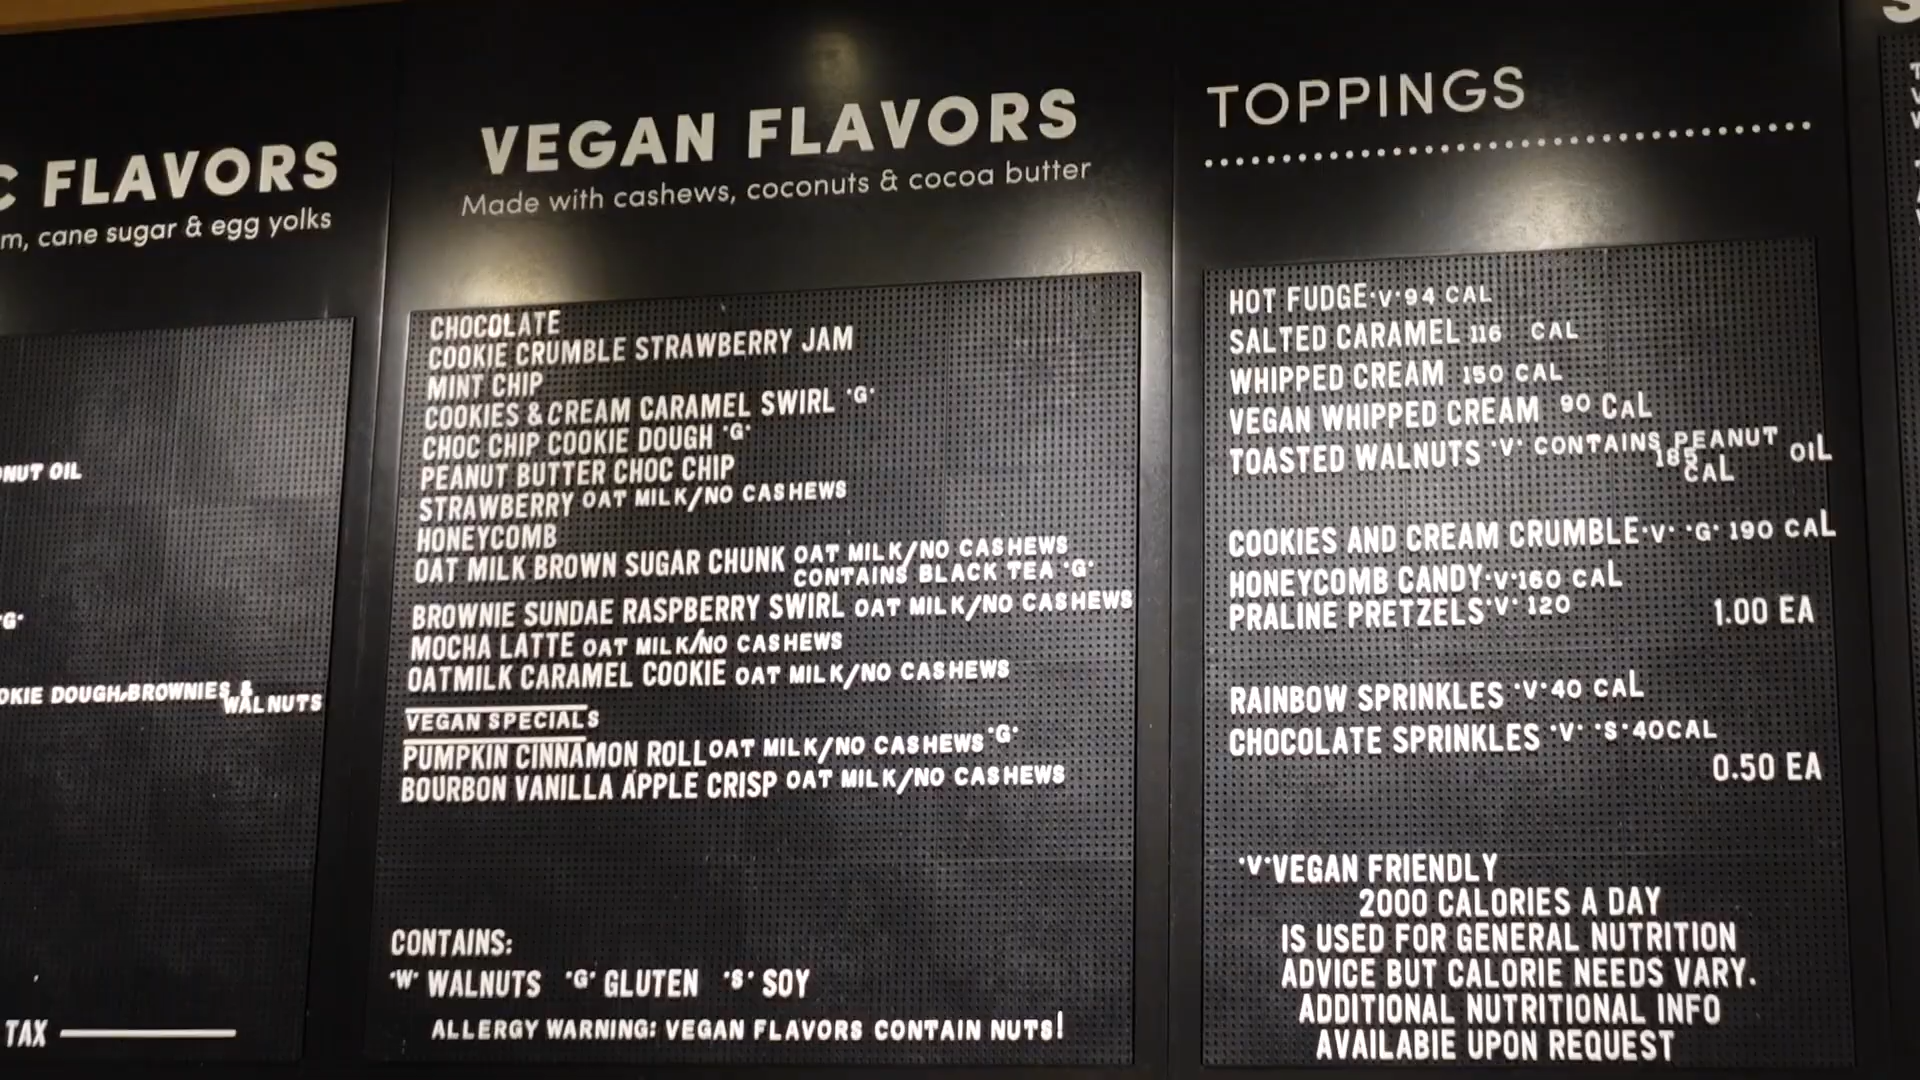 C FLAVORS
m, cane sugar & egg yolks
NUT OIL
"G"
OKIE DOUGH,BROWNIES &
WALNUTS
TAX
VEGAN FLAVORS
Made with cashews, coconuts & cocoa butter
CHOCOLATE
COOKIE CRUMBLE STRAWBERRY JAM
MINT CHIP
COOKIES & CREAM CARAMEL SWIRL "G"
CHOC CHIP COOKIE DOUGH "G"
PEANUT BUTTER CHOC CHIP
STRAWBERRY OAT MILK/NO CASHEWS
HONEYCOMB
OAT MILK BROWN SUGAR CHUNK OAT MILK/NO CASHEWS
CONTAINS BLACK TEA "G"
BROWNIE SUNDAE RASPBERRY SWIRL OAT MILK/NO CASHEWS
MOCHA LATTE OAT MILK/NO CASHEWS
OATMILK CARAMEL COOKIE OAT MILK/NO CASHEWS
VEGAN SPECIALS
PUMPKIN CINNAMON ROLL OAT MILK/NO CASHEWS "G"
BOURBON VANILLA APPLE CRISP OAT MILK/NO CASHEWS
CONTAINS:
"W" WALNUTS "G" GLUTEN "S" SOY
ALLERGY WARNING: VEGAN FLAVORS CONTAIN NUTS!
TOPPINGS
HOT FUDGE "V" 94 CAL
SALTED CARAMEL 116 CAL
WHIPPED CREAM 150 CAL
VEGAN WHIPPED CREAM 90 CAL
TOASTED WALNUTS "V" CONTAINS PEANUT OIL
185 CAL
COOKIES AND CREAM CRUMBLE "V" "G" 190 CAL
HONEYCOMB CANDY "V" 160 CAL
PRALINE PRETZELS "V" 120
1.00 EA
RAINBOW SPRINKLES "V" 40 CAL
CHOCOLATE SPRINKLES "V" "S" 40CAL
0.50 EA
"V" VEGAN FRIENDLY
2000 CALORIES A DAY
IS USED FOR GENERAL NUTRITION
ADVICE BUT CALORIE NEEDS VARY.
ADDITIONAL NUTRITIONAL INFO
AVAILABIE UPON REQUEST